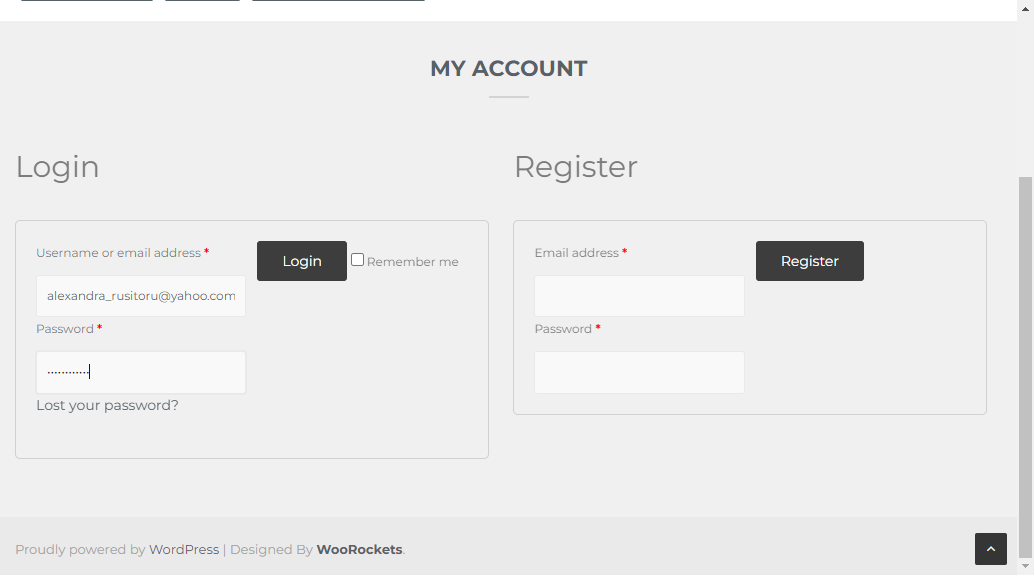 MY ACCOUNT
Login
Register
Username or email address *
Login
Remember me
alexandra_rusitoru@yahoo.com
Password *
............
Lost your password?
Email address *
Register
Password *
Proudly powered by WordPress | Designed By WooRockets.